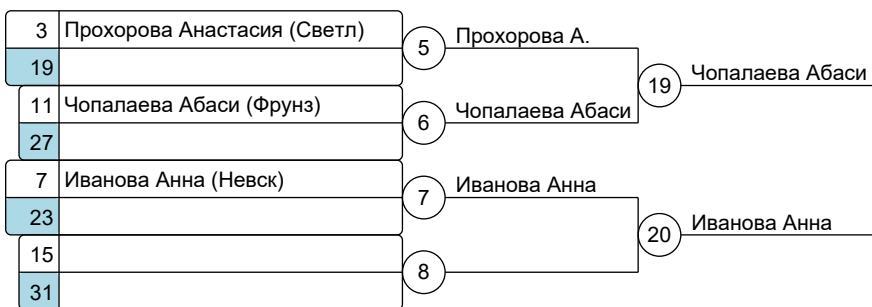 3 Прохорова Анастасия (Светл)
5 Прохорова А.
19
19 Чопалаева Абаси
11 Чопалаева Абаси (Фрунз)
6 Чопалаева Абаси
27
7 Иванова Анна (Невск)
7 Иванова Анна
23
20 Иванова Анна
15
8
31